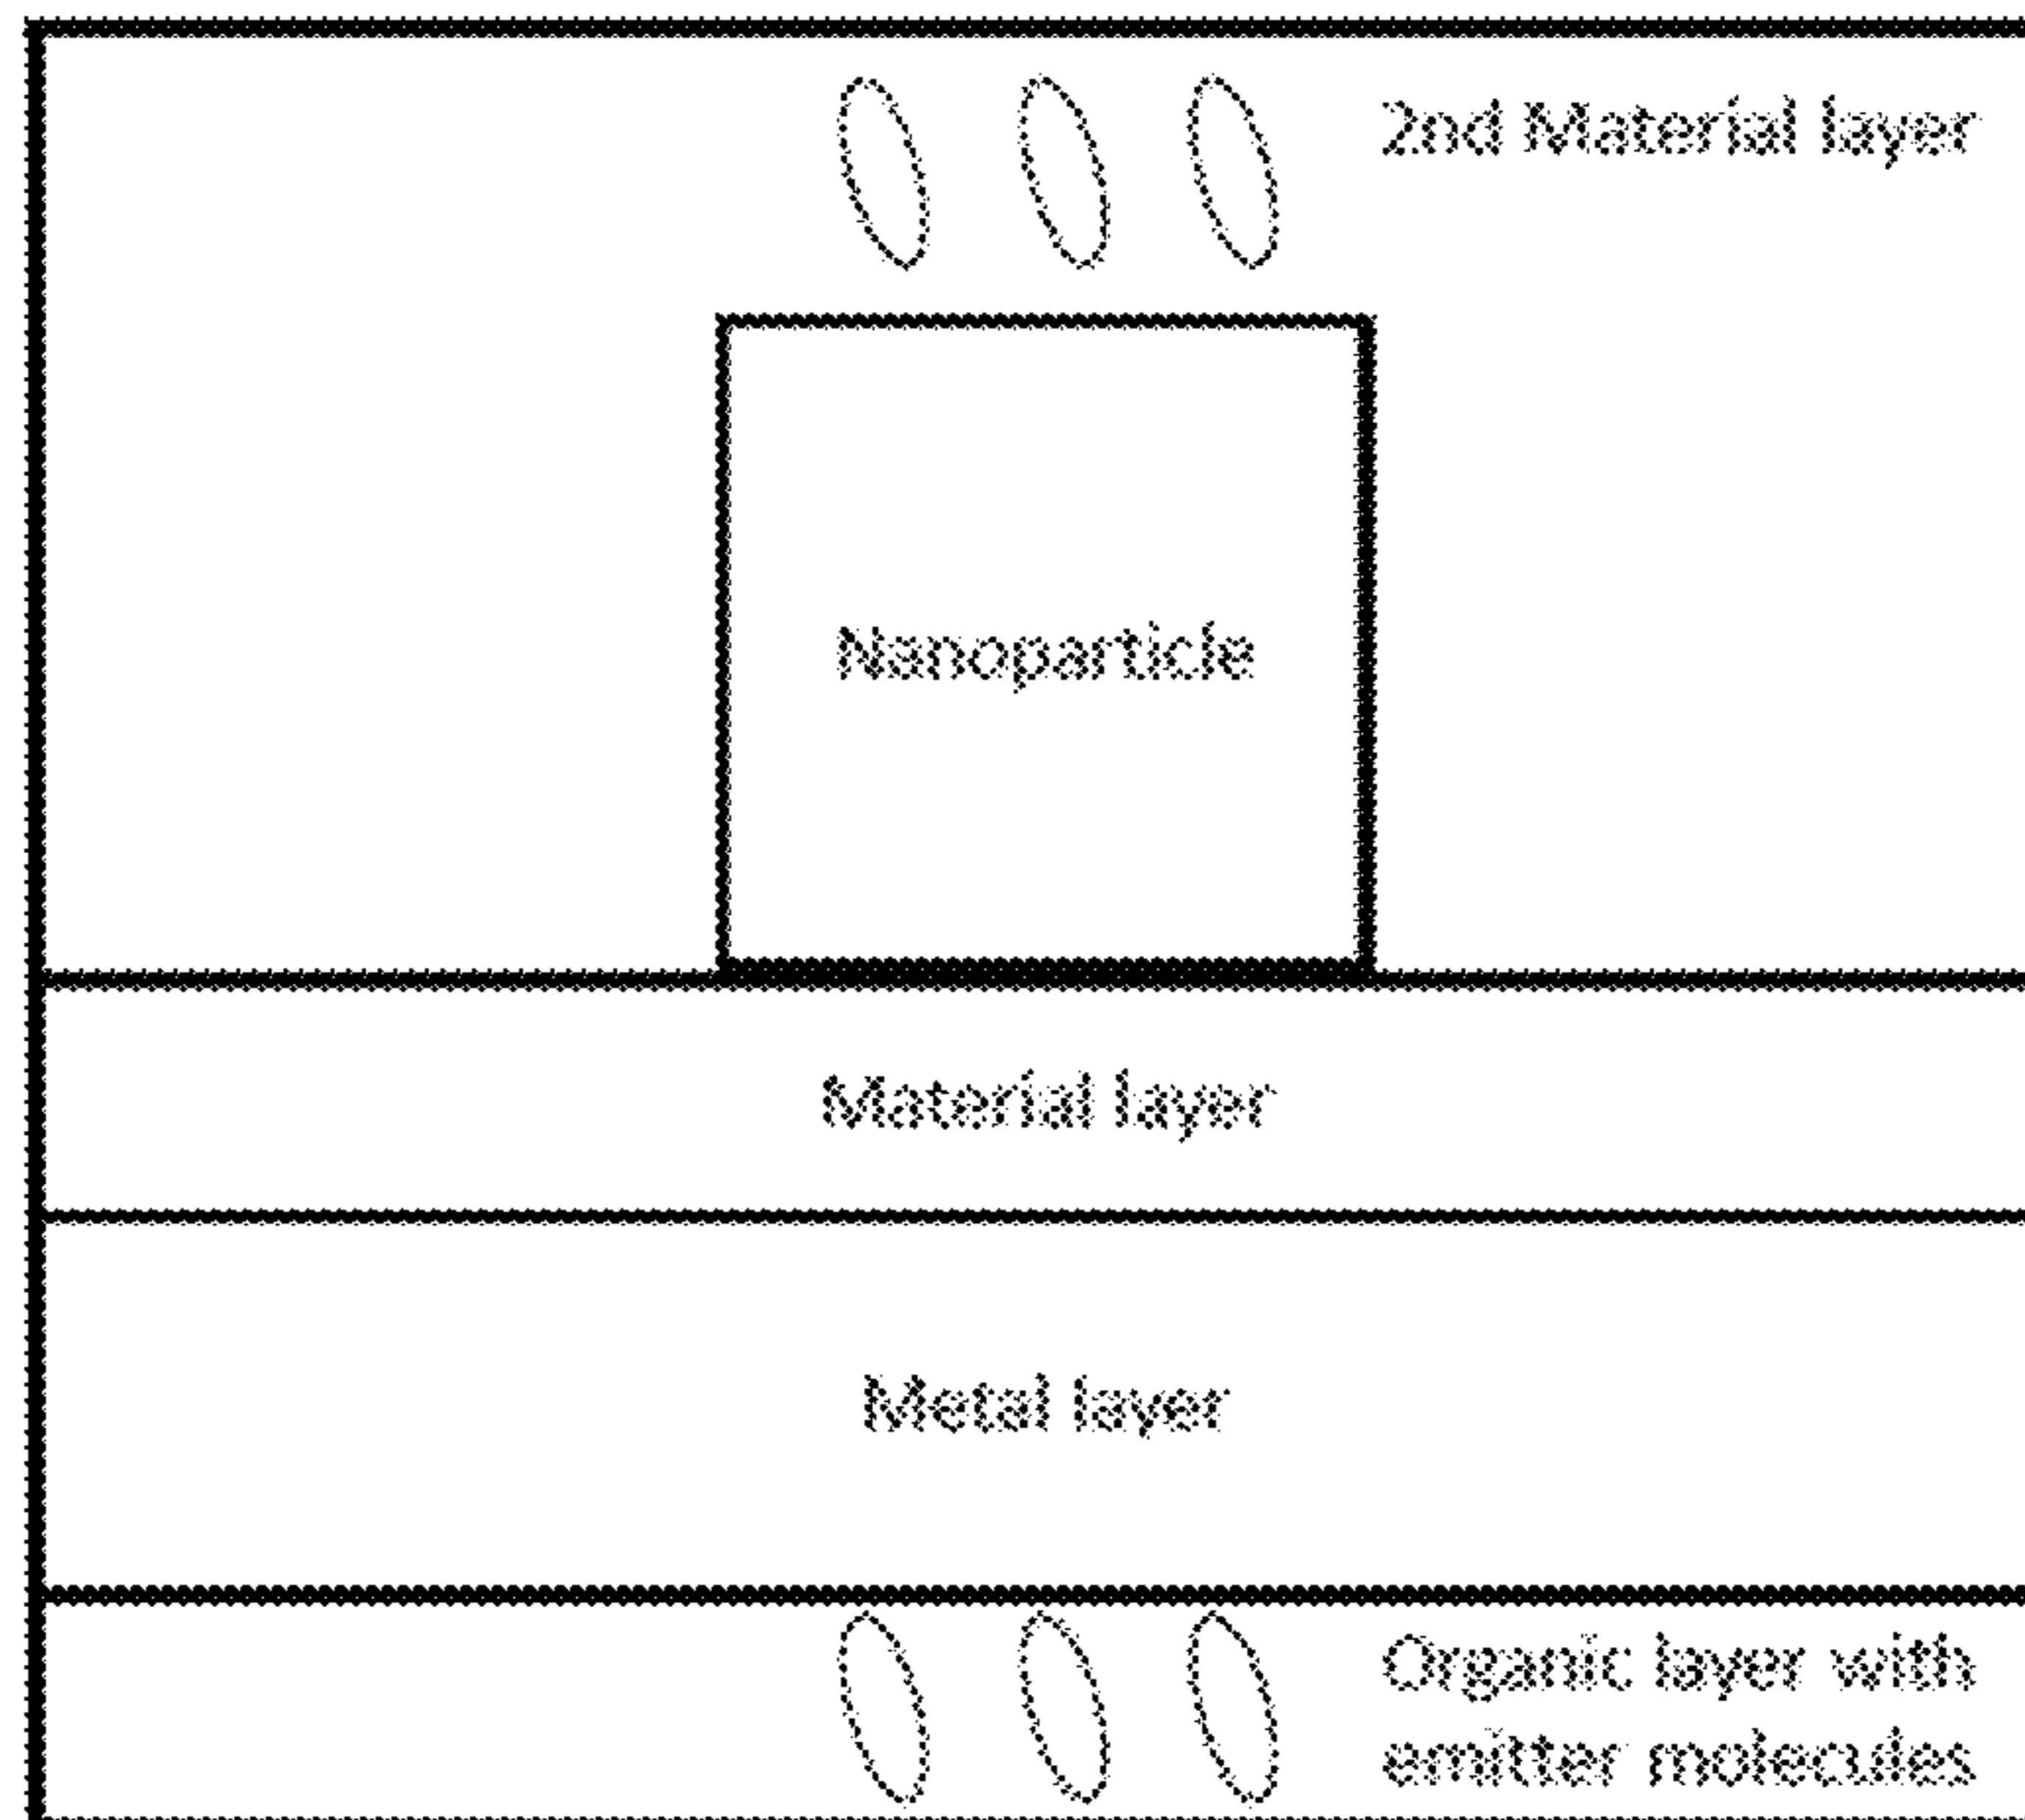 2nd Material layer
Nanoparticle
Material layer
Metal layer
Organic layer with
emitter molecules